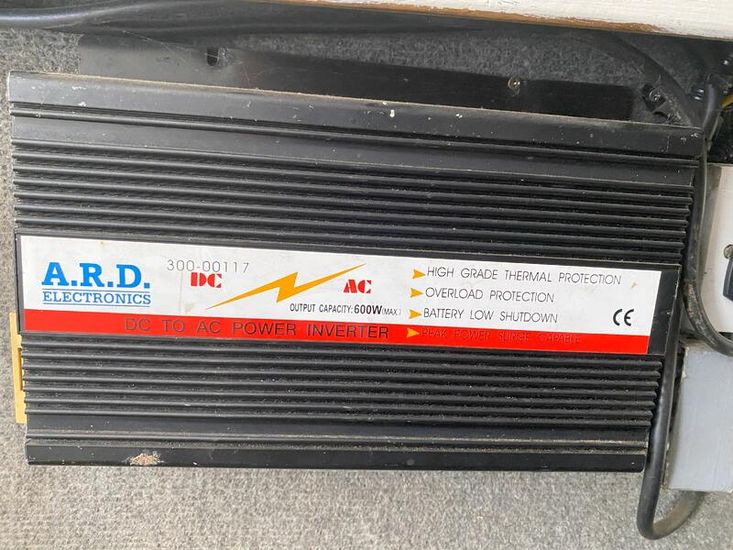 A.R.D.
ELECTRONICS
300-00117
DC
AC
OUTPUT CAPACITY:600W(MAX)
HIGH GRADE THERMAL PROTECTION
OVERLOAD PROTECTION
BATTERY LOW SHUTDOWN
PEAK POWER SURGE CAPABLE
CE
DC TO AC POWER INVERTER